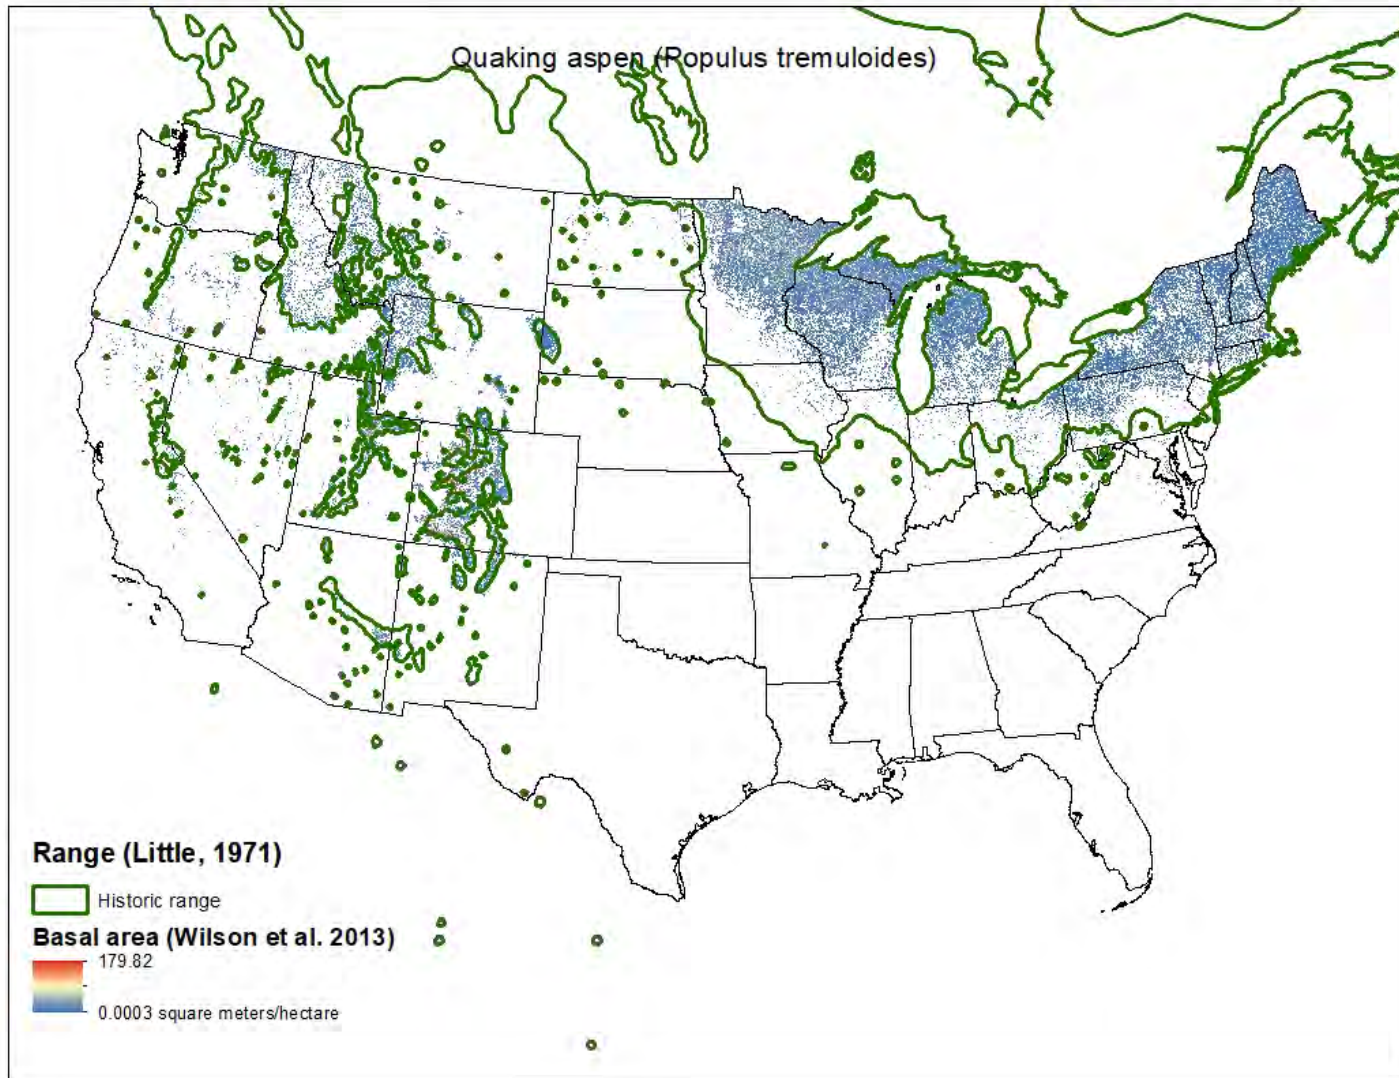 Quaking aspen (Populus tremuloides)
Range (Little, 1971)
Historic range
Basal area (Wilson et al. 2013)
179.82
0.0003 square meters/hectare